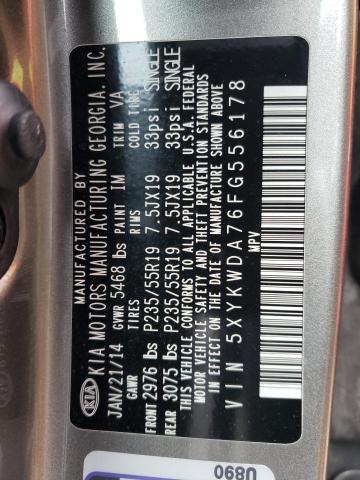 MANUFACTURED BY
KIA MOTORS MANUFACTURING GEORGIA, INC.
KIA
JAN/21/14 GVWR 5468 lbs PAINT IM TRIM VA
GAWR TIRES RIMS COLD TIRE
FRONT 2976 lbs P235/55R19 7.5JX19 33psi SINGLE
REAR 3075 lbs P235/55R19 7.5JX19 33psi SINGLE
THIS VEHICLE CONFORMS TO ALL APPLICABLE U.S.A. FEDERAL
MOTOR VEHICLE SAFETY AND THEFT PREVENTION STANDARDS
IN EFFECT ON THE DATE OF MANUFACTURE SHOWN ABOVE.
VIN 5XYKWDA76FG556178
MPV
U890